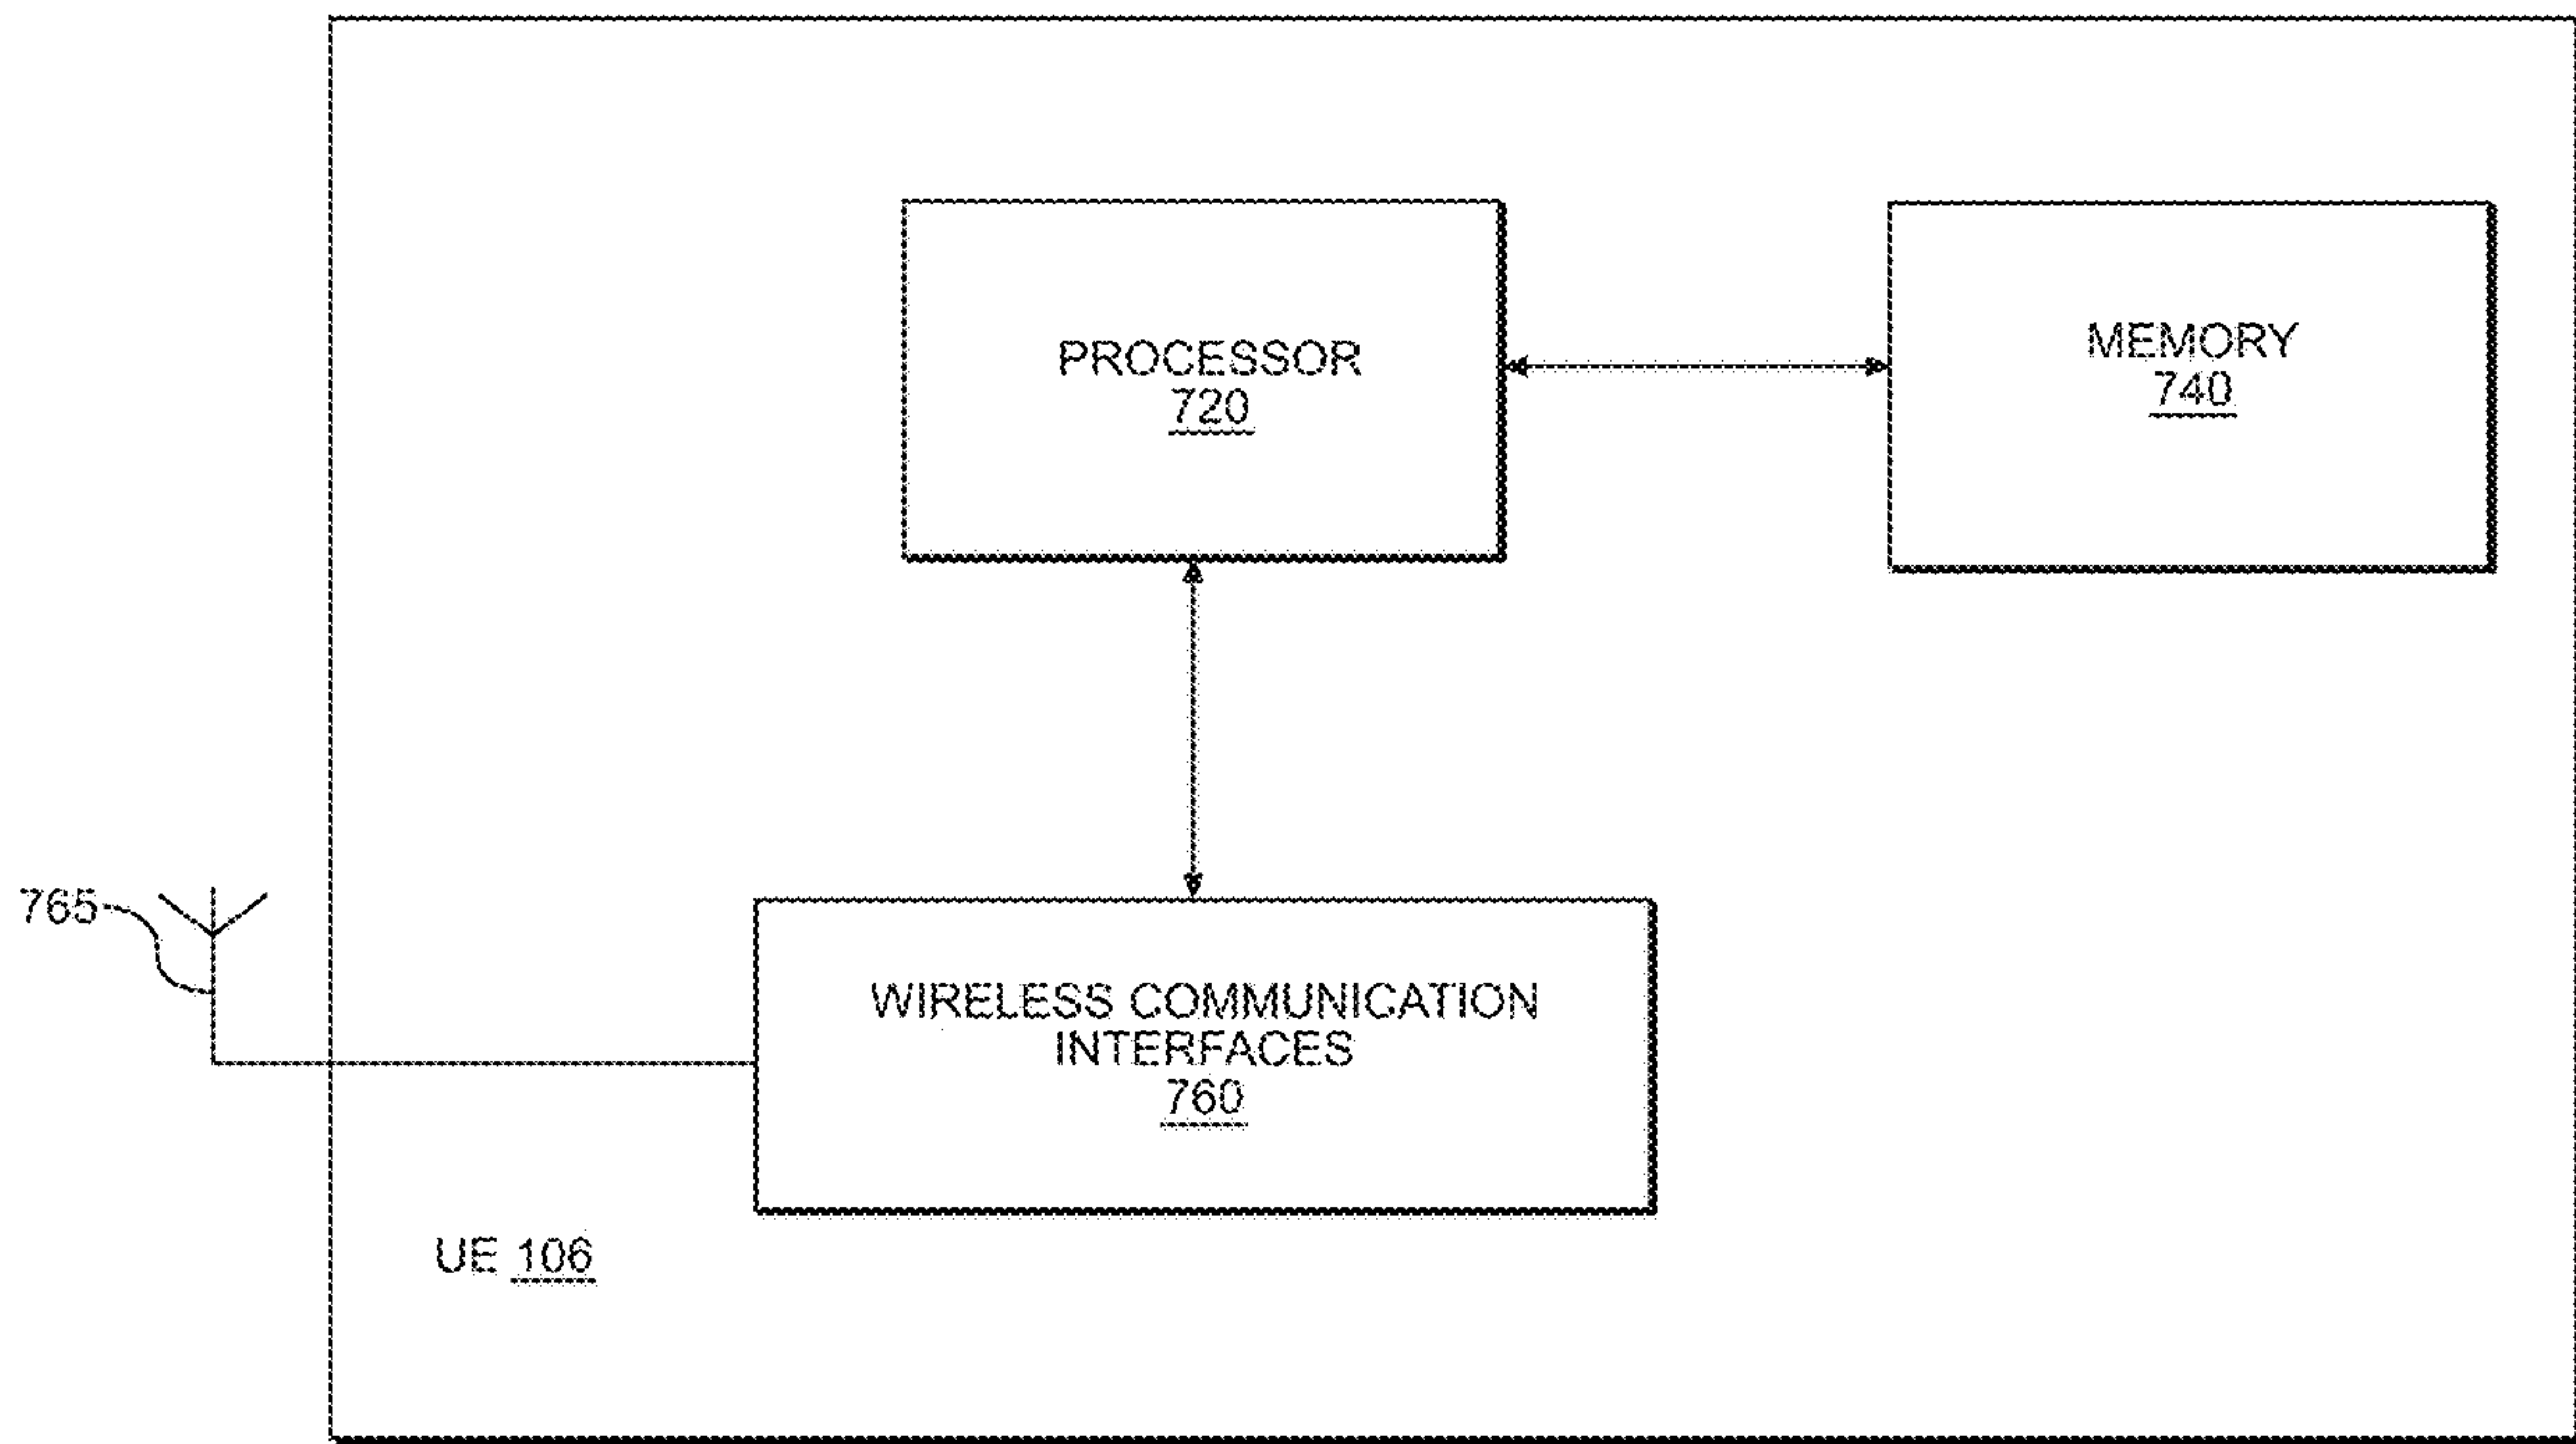 PROCESSOR
720
MEMORY
740
765
WIRELESS COMMUNICATION
INTERFACES
760
UE 106